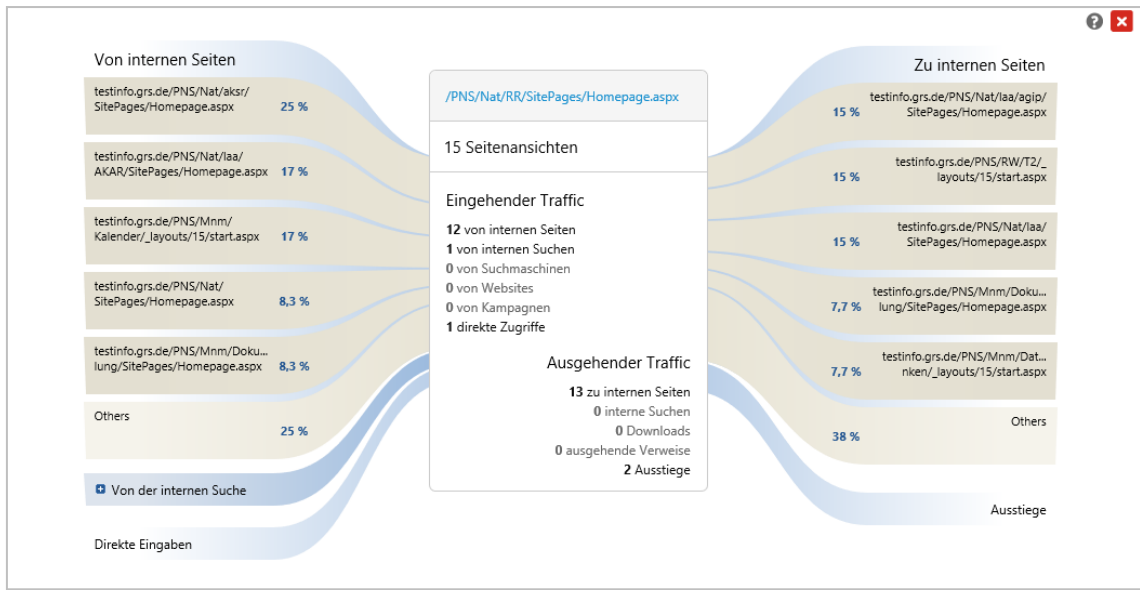 Von internen Seiten
testinfo.grs.de/PNS/Nat/aksr/
SitePages/Homepage.aspx
25 %
testinfo.grs.de/PNS/Nat/Iaa/
AKAR/SitePages/Homepage.aspx
17 %
testinfo.grs.de/PNS/Mnm/
Kalender/_layouts/15/start.aspx
17 %
testinfo.grs.de/PNS/Nat/
SitePages/Homepage.aspx
8,3 %
testinfo.grs.de/PNS/Mnm/Doku...
lung/SitePages/Homepage.aspx
8,3 %
Others
25 %
Von der internen Suche
Direkte Eingaben
/PNS/Nat/RR/SitePages/Homepage.aspx
15 Seitenansichten
Eingehender Traffic
12 von internen Seiten
1 von internen Suchen
0 von Suchmaschinen
0 von Websites
0 von Kampagnen
1 direkte Zugriffe
Ausgehender Traffic
13 zu internen Seiten
0 interne Suchen
0 Downloads
0 ausgehende Verweise
2 Ausstiege
Zu internen Seiten
testinfo.grs.de/PNS/Nat/Iaa/agip/
SitePages/Homepage.aspx
15 %
testinfo.grs.de/PNS/RW/T2/_
layouts/15/start.aspx
15 %
testinfo.grs.de/PNS/Nat/Iaa/
SitePages/Homepage.aspx
15 %
testinfo.grs.de/PNS/Mnm/Doku...
lung/SitePages/Homepage.aspx
7,7 %
testinfo.grs.de/PNS/Mnm/Dat...
nken/_layouts/15/start.aspx
7,7 %
Others
38 %
Ausstiege